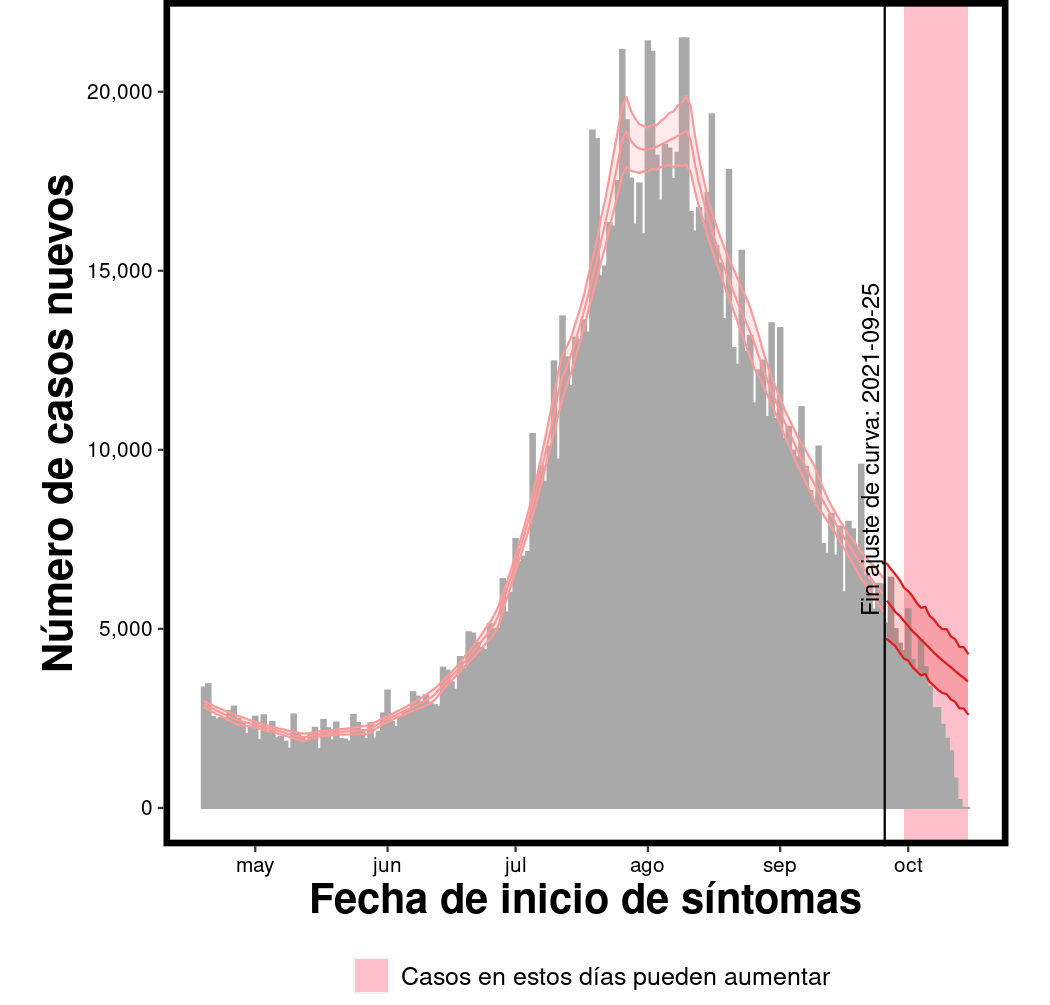 Número de casos nuevos
20,000
15,000
10,000
5,000
0
Fin ajuste de curva: 2021-09-25
may
jun
jul
ago
sep
oct
Fecha de inicio de síntomas
Casos en estos días pueden aumentar